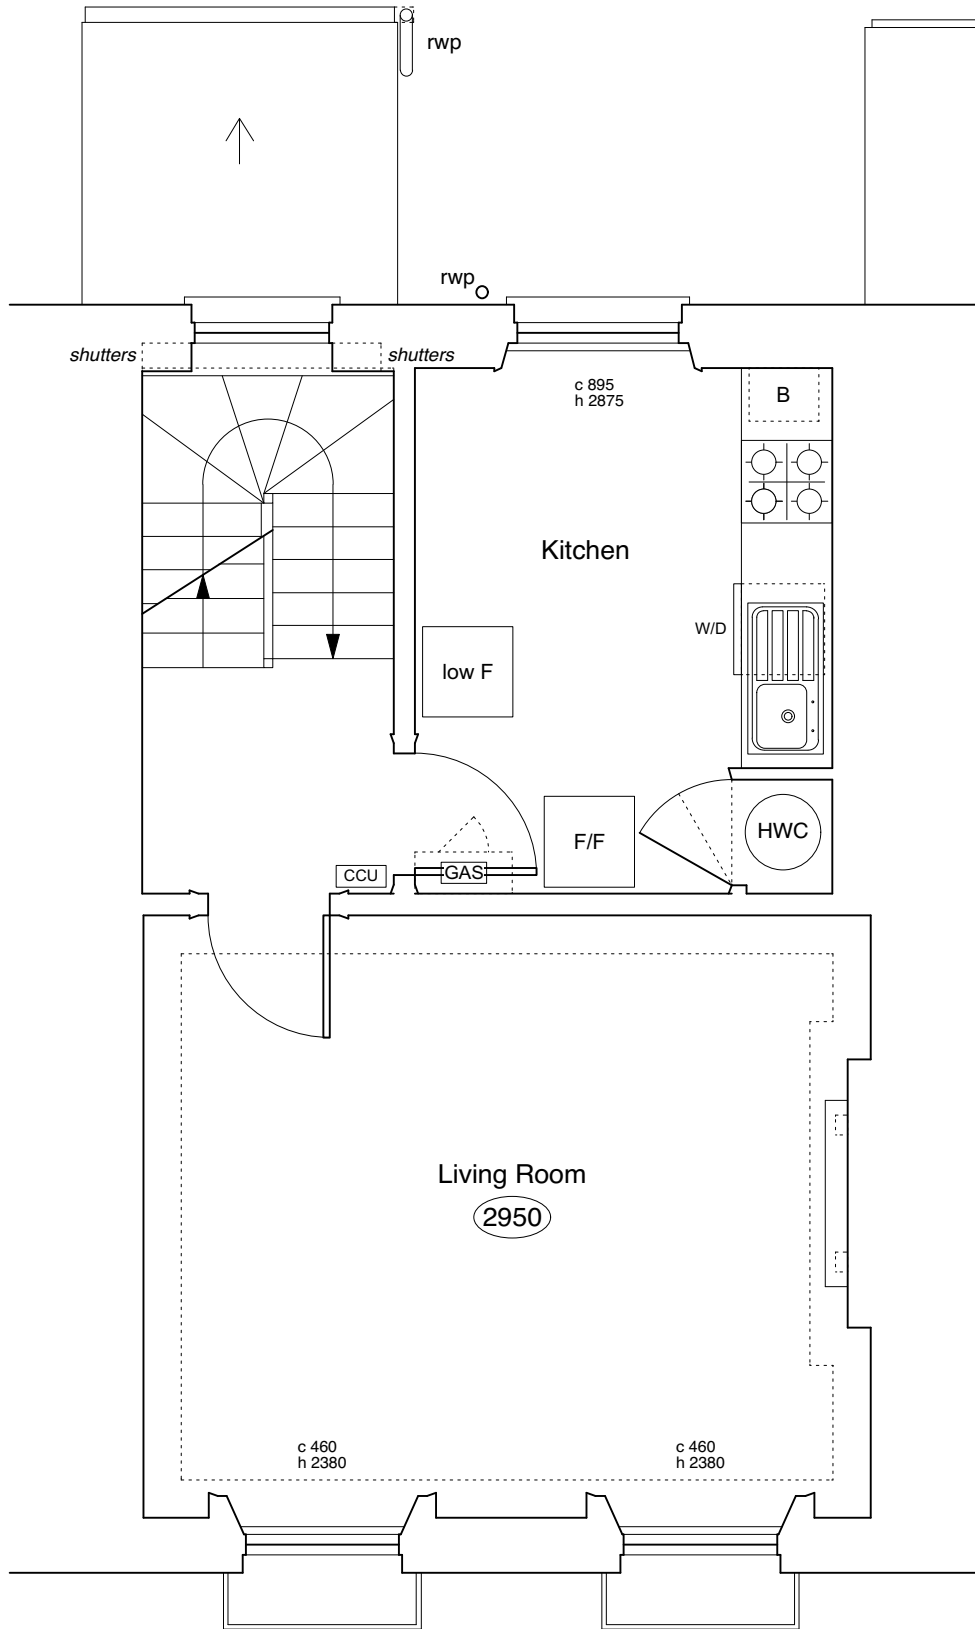 rwp
rwp
shutters
shutters
c 895
h 2875
B
Kitchen
W/D
low F
F/F
HWC
GAS
CCU
Living Room
2950
c 460
h 2380
c 460
h 2380